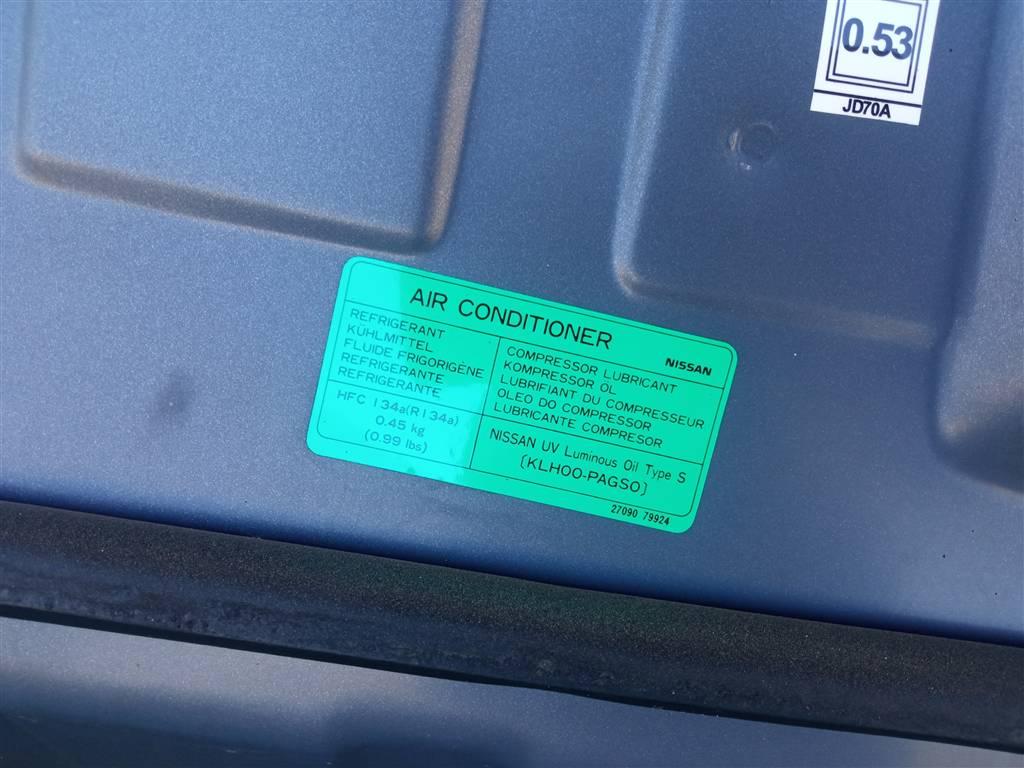 0.53
JD70A
AIR CONDITIONER
NISSAN
REFRIGERANT
KÜHLMITTEL
FLUIDE FRIGORIGÈNE
REFRIGERANTE
REFRIGERANTE
HFC 134a(R134a)
0.45 kg
(0.99 lbs)
COMPRESSOR LUBRICANT
KOMPRESSOR ÖL
LUBRIFIANT DU COMPRESSEUR
OLEO DO COMPRESSOR
LUBRICANTE COMPRESOR
NISSAN UV Luminous Oil Type S
[KLH00-PAGS0]
27090 79924